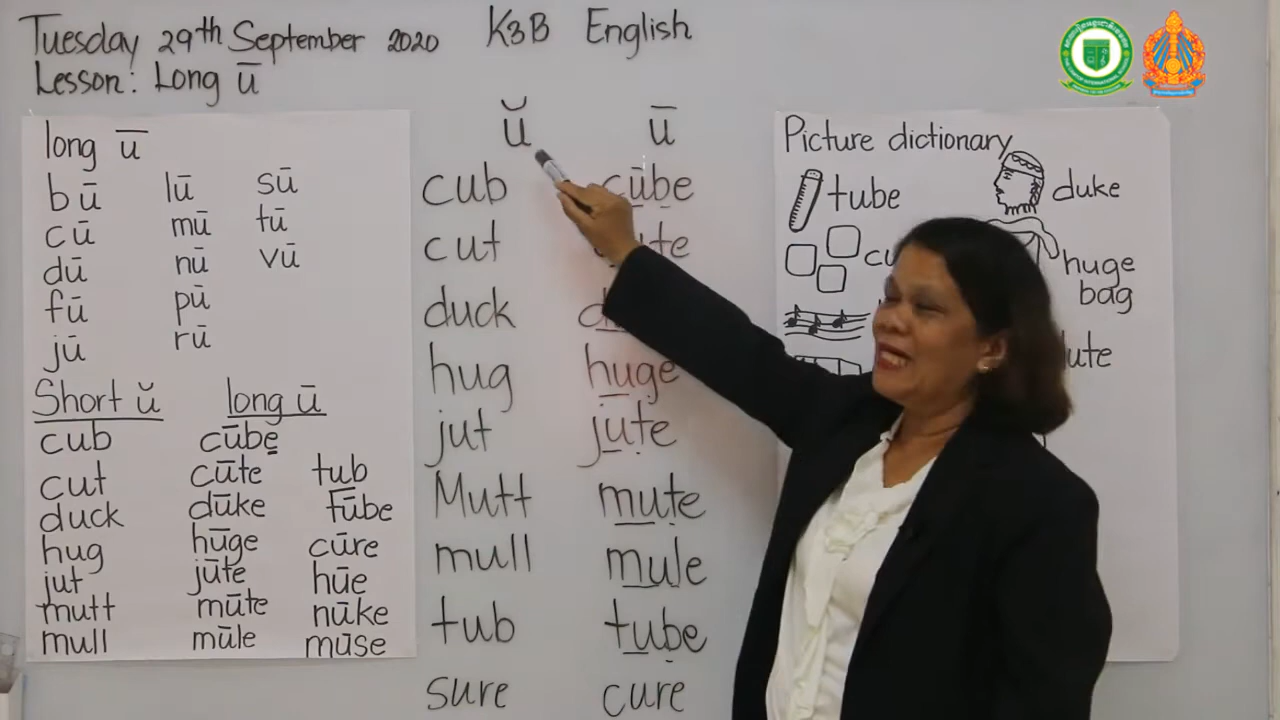 Tuesday 29th September 2020 K3B English
Lesson: Long ū
long ū
bū lū sū
cū mū tū
dū nū vū
fū pū
jū rū
Short ŭ long ū
cub cūbe
cut cūte tub
duck dūke Fūbe
hug hūge cūre
jut jūte hūe
mutt mūte nūke
mull mūle mūse
ŭ ū
cub cūbe
cut
duck
hug huge
jut jūte
Mutt mute
mull mule
tub tube
sure cure
Picture dictionary
tube duke
huge
bag